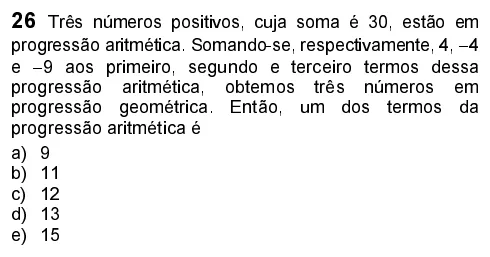 26 Três números positivos, cuja soma é 30, estão em
progressão aritmética. Somando-se, respectivamente, 4, –4
e –9 aos primeiro, segundo e terceiro termos dessa
progressão aritmética, obtemos três números em
progressão geométrica. Então, um dos termos da
progressão aritmética é
a) 9
b) 11
c) 12
d) 13
e) 15